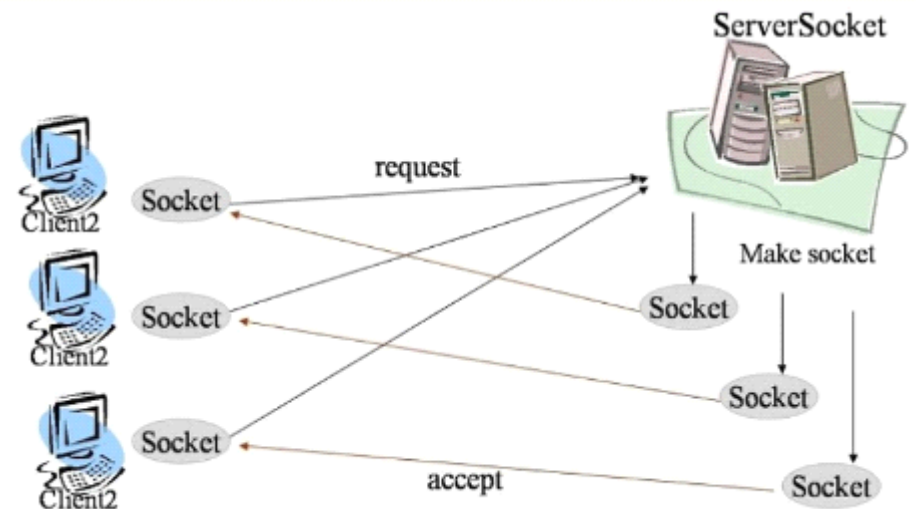 ServerSocket
request
Socket
Client2
Make socket
Socket
Socket
Client2
Socket
Socket
accept
Socket
Client2